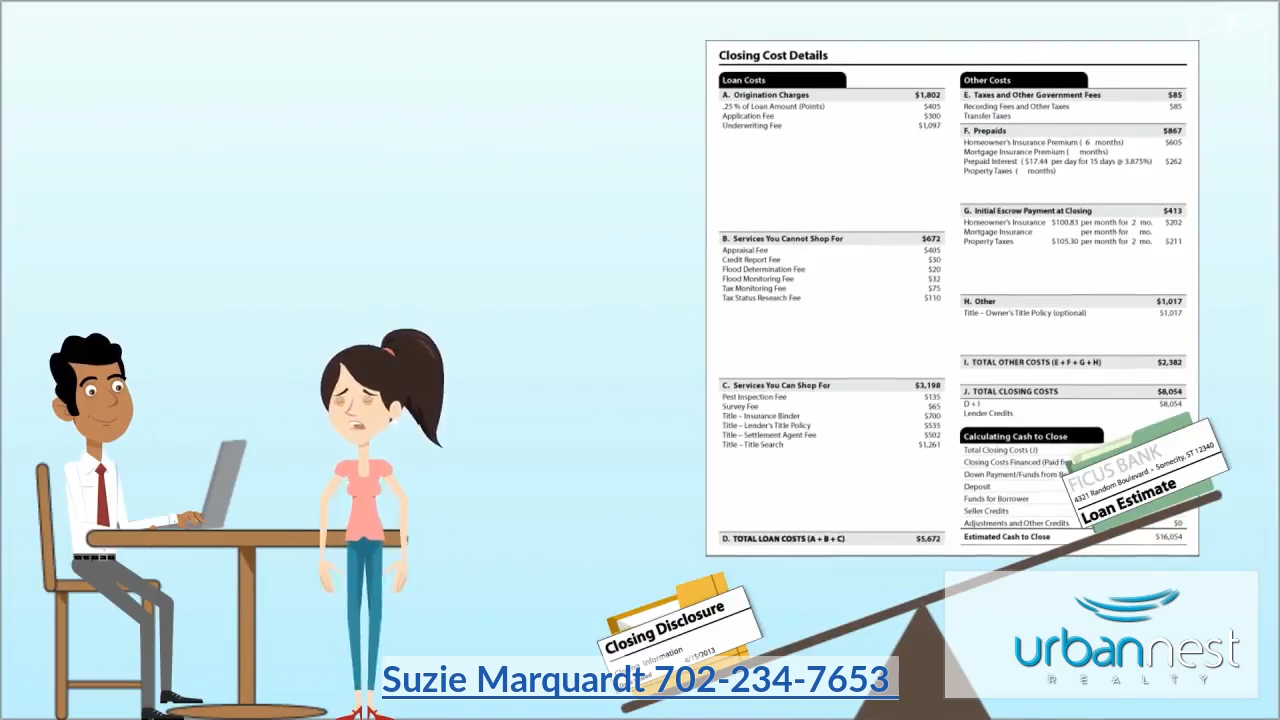 Closing Cost Details
Loan Costs
A. Origination Charges $1,802
.25 % of Loan Amount (Points) $405
Application Fee $300
Underwriting Fee $1,097
B. Services You Cannot Shop For $672
Appraisal Fee $405
Credit Report Fee $30
Flood Determination Fee $20
Flood Monitoring Fee $32
Tax Monitoring Fee $75
Tax Status Research Fee $110
C. Services You Can Shop For $3,198
Pest Inspection Fee $135
Survey Fee $65
Title – Insurance Binder $700
Title – Lender's Title Policy $535
Title – Settlement Agent Fee $502
Title – Title Search $1,261
D. TOTAL LOAN COSTS (A + B + C) $5,672
Other Costs
E. Taxes and Other Government Fees $85
Recording Fees and Other Taxes $85
Transfer Taxes
F. Prepaids $867
Homeowner's Insurance Premium ( 6 months) $605
Mortgage Insurance Premium ( months)
Prepaid Interest ( $17.44 per day for 15 days @ 3.875%) $262
Property Taxes ( months)
G. Initial Escrow Payment at Closing $413
Homeowner's Insurance $100.83 per month for 2 mo. $202
Mortgage Insurance per month for mo.
Property Taxes $105.30 per month for 2 mo. $211
H. Other $1,017
Title – Owner's Title Policy (optional) $1,017
I. TOTAL OTHER COSTS (E + F + G + H) $2,382
J. TOTAL CLOSING COSTS $8,054
D + I $8,054
Lender Credits
Calculating Cash to Close
Total Closing Costs (J)
Closing Costs Financed (Paid
Down Payment/Funds from
Deposit
Funds for Borrower
Seller Credits
Adjustments and Other Credits $0
Estimated Cash to Close $16,054
FICUS BANK
4321 Random Boulevard • Somecity, ST 12340
Loan Estimate
Closing Disclosure
Closing Information
4/15/2013
Suzie Marquardt 702-234-7653
urbannest
REALTY